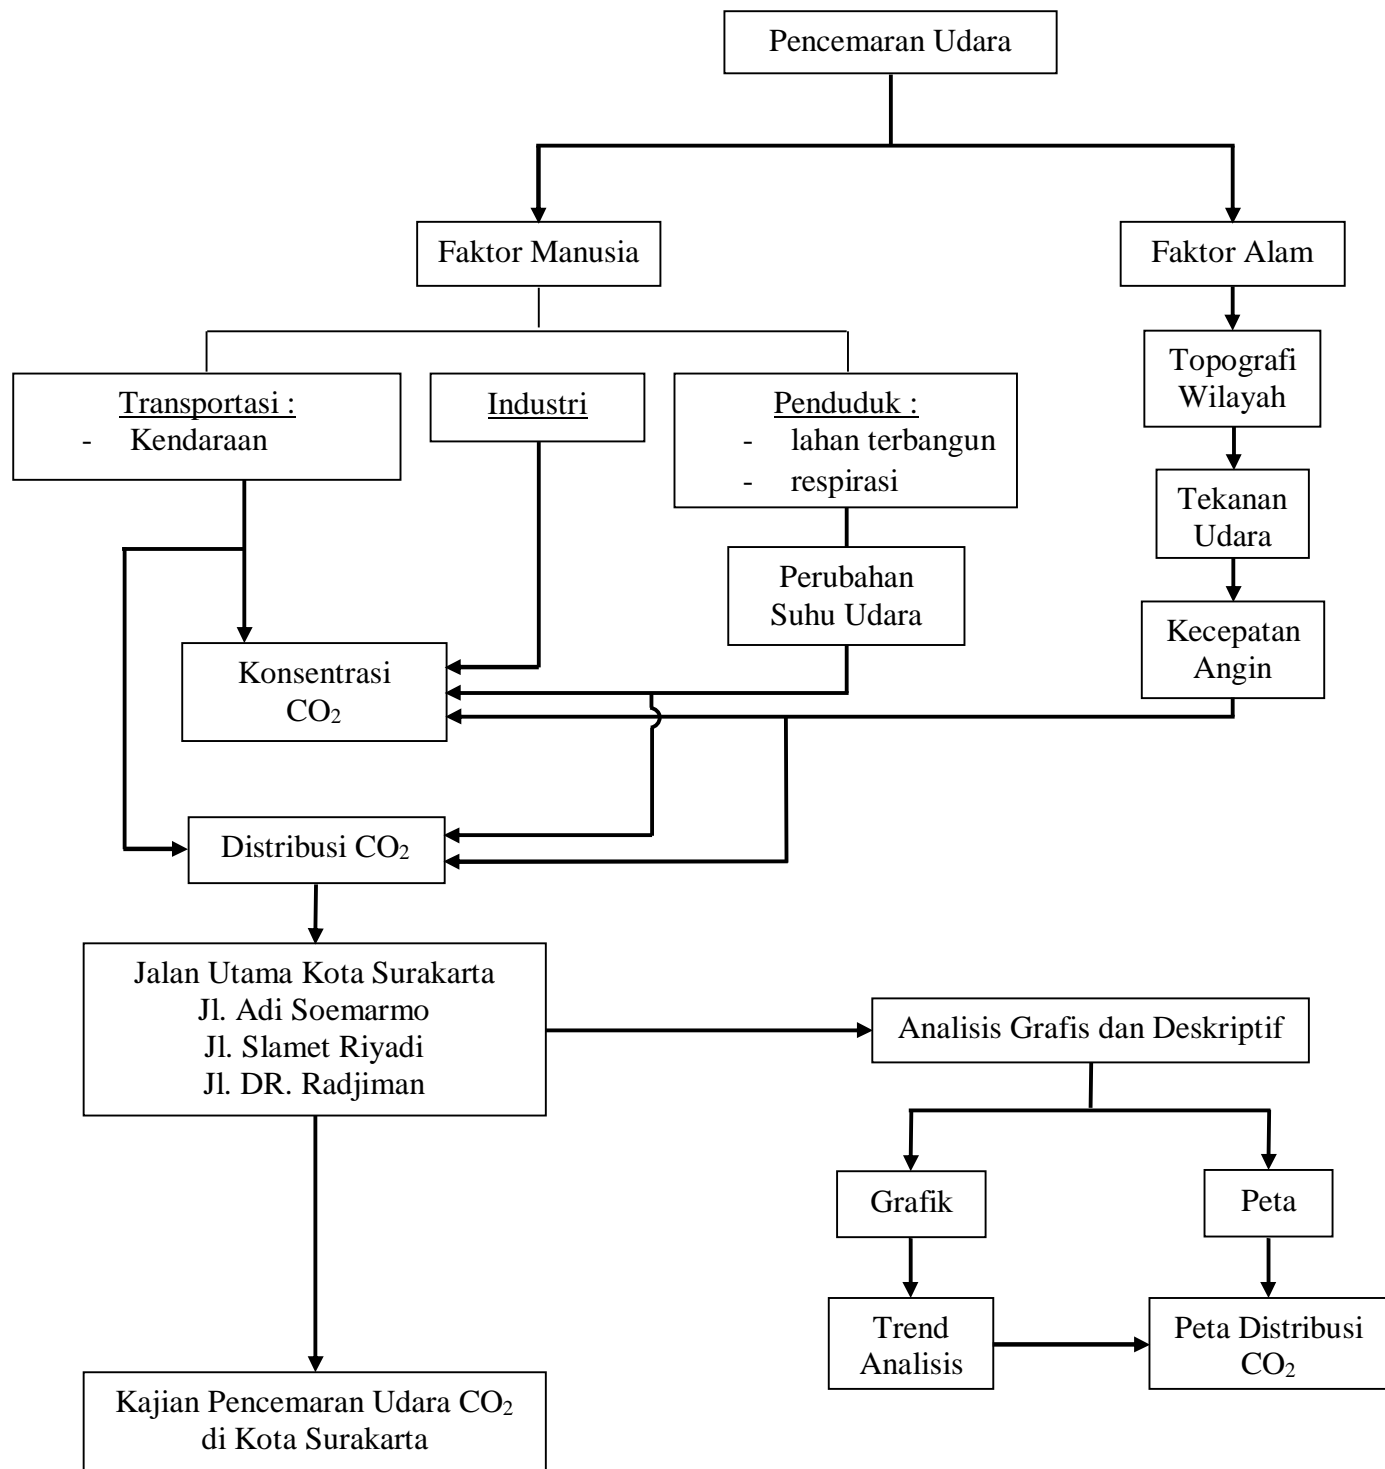 Pencemaran Udara
Faktor Manusia
Faktor Alam
Transportasi :
- Kendaraan
Industri
Penduduk :
- lahan terbangun
- respirasi
Topografi
Wilayah
Tekanan
Udara
Perubahan
Suhu Udara
Kecepatan
Angin
Konsentrasi
CO₂
Distribusi CO₂
Jalan Utama Kota Surakarta
Jl. Adi Soemarmo
Jl. Slamet Riyadi
Jl. DR. Radjiman
Analisis Grafis dan Deskriptif
Grafik
Peta
Trend
Analisis
Peta Distribusi
CO₂
Kajian Pencemaran Udara CO₂
di Kota Surakarta